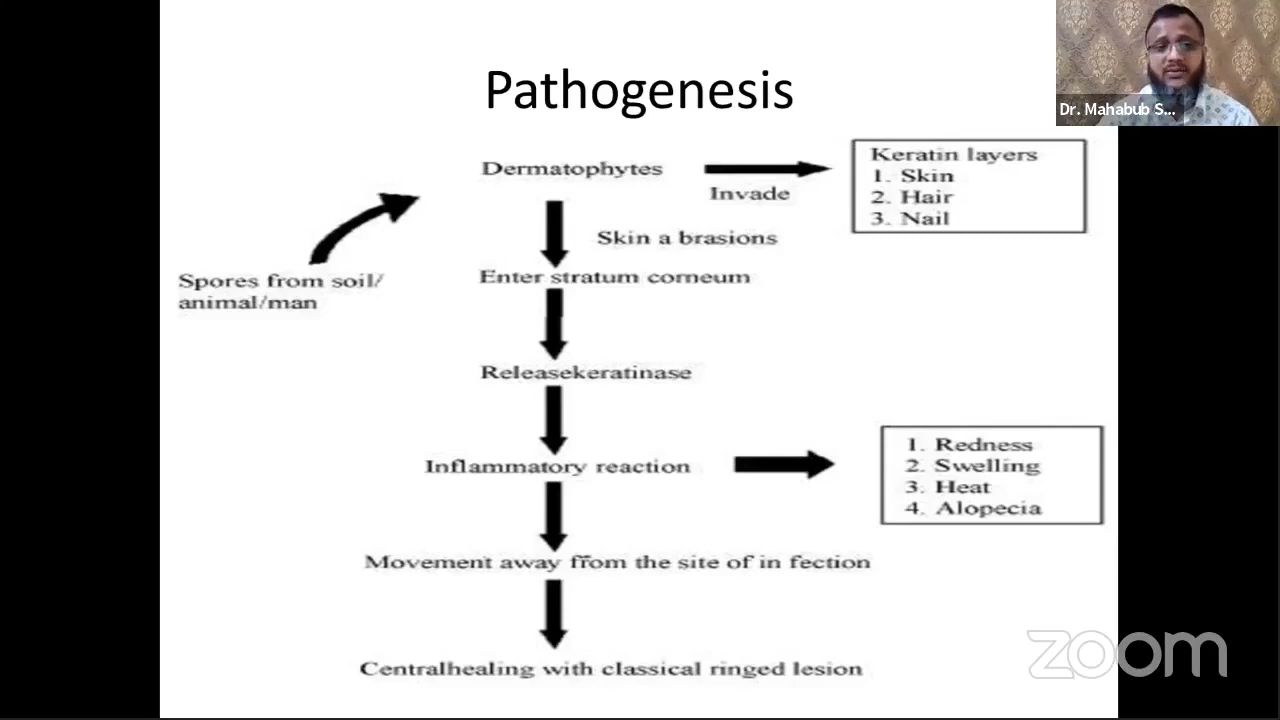 Pathogenesis
Dr. Mahabub S...
Dermatophytes
Invade
Keratin layers
1. Skin
2. Hair
3. Nail
Skin a brasions
Spores from soil/
animal/man
Enter stratum corneum
Releasekeratinase
Inflammatory reaction
1. Redness
2. Swelling
3. Heat
4. Alopecia
Movement away from the site of in fection
Centralhealing with classical ringed lesion
zoom